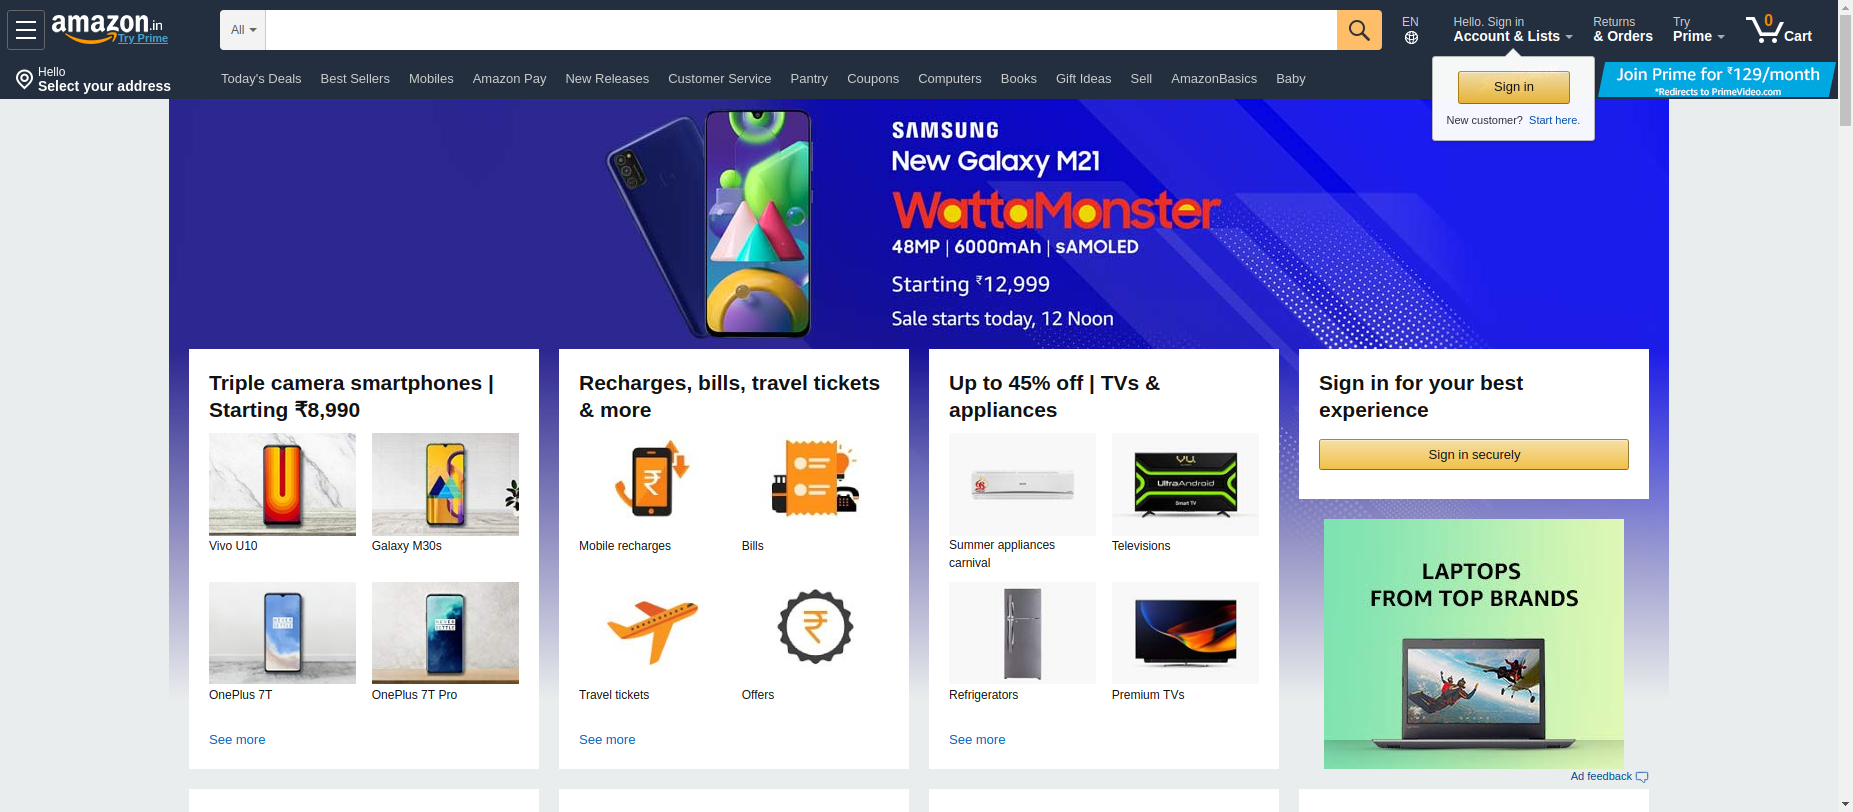 amazon.in
Try Prime
All
EN
Hello. Sign in
Account & Lists
Returns
& Orders
Try
Prime
0
Cart
Hello
Select your address
Today's Deals
Best Sellers
Mobiles
Amazon Pay
New Releases
Customer Service
Pantry
Coupons
Computers
Books
Gift Ideas
Sell
AmazonBasics
Baby
Sign in
New customer? Start here.
Join Prime for ₹129/month
*Redirects to PrimeVideo.com
SAMSUNG
New Galaxy M21
WattaMonster
48MP | 6000mAh | sAMOLED
Starting ₹12,999
Sale starts today, 12 Noon
Triple camera smartphones |
Starting ₹8,990
Vivo U10
Galaxy M30s
OnePlus 7T
OnePlus 7T Pro
See more
Recharges, bills, travel tickets
& more
Mobile recharges
Bills
Travel tickets
Offers
See more
Up to 45% off | TVs &
appliances
Summer appliances
carnival
VU
UltraAndroid
Smart TV
Televisions
Refrigerators
Premium TVs
See more
Sign in for your best
experience
Sign in securely
LAPTOPS
FROM TOP BRANDS
Ad feedback